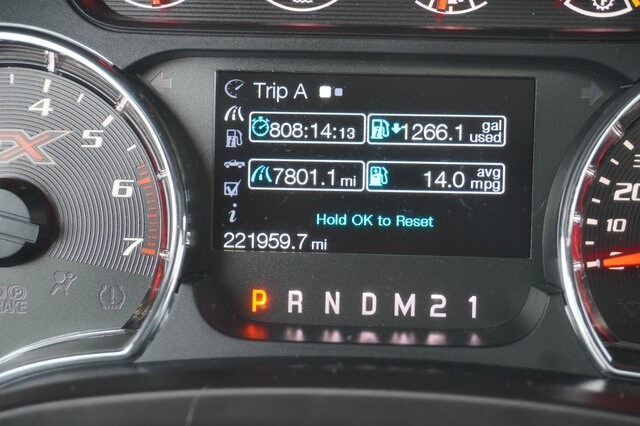 Trip A
808:14:13
1266.1 gal used
7801.1 mi
14.0 avg mpg
Hold OK to Reset
221959.7 mi
P R N D M 2 1
4
5
6
7
FX
20
10